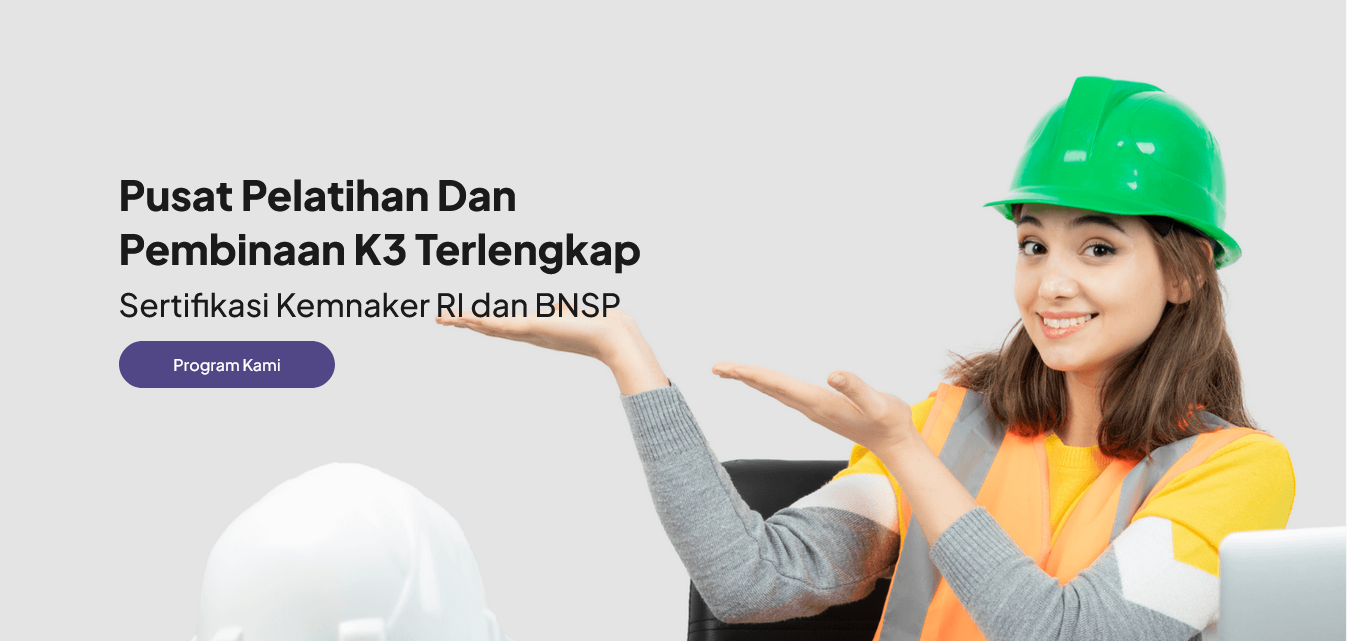 Pusat Pelatihan Dan
Pembinaan K3 Terlengkap
Sertifikasi Kemnaker RI dan BNSP
Program Kami